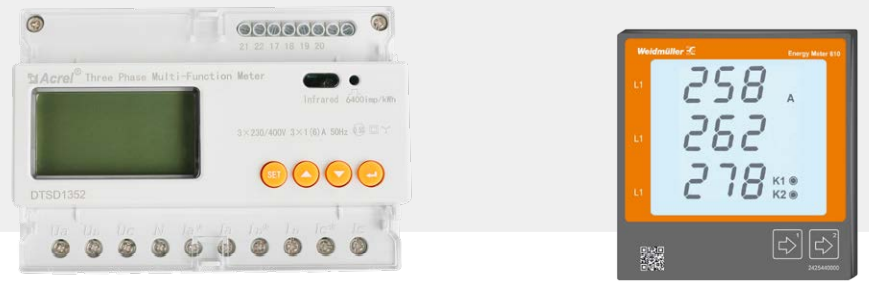 21 22 17 18 19 20
Acrel® Three Phase Multi-Function Meter
Infrared 6400imp/kWh
3×230/400V 3×1(6)A 50Hz
SET
DTSD1352
Ua Ub Uc N Ia* Ia Ib* Ib Ic* Ic
Weidmüller
Energy Meter 610
L1 258 A
L1 262
L1 278 K1
K2
1 2
2425440000